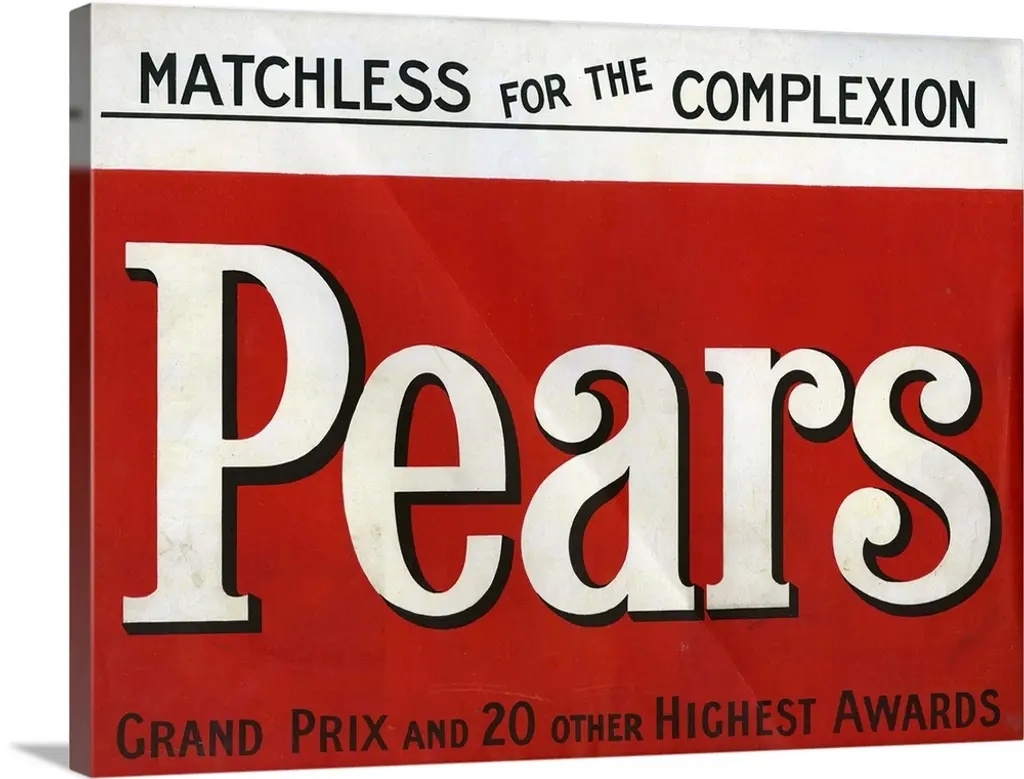 MATCHLESS FOR THE COMPLEXION
Pears
GRAND PRIX AND 20 OTHER HIGHEST AWARDS